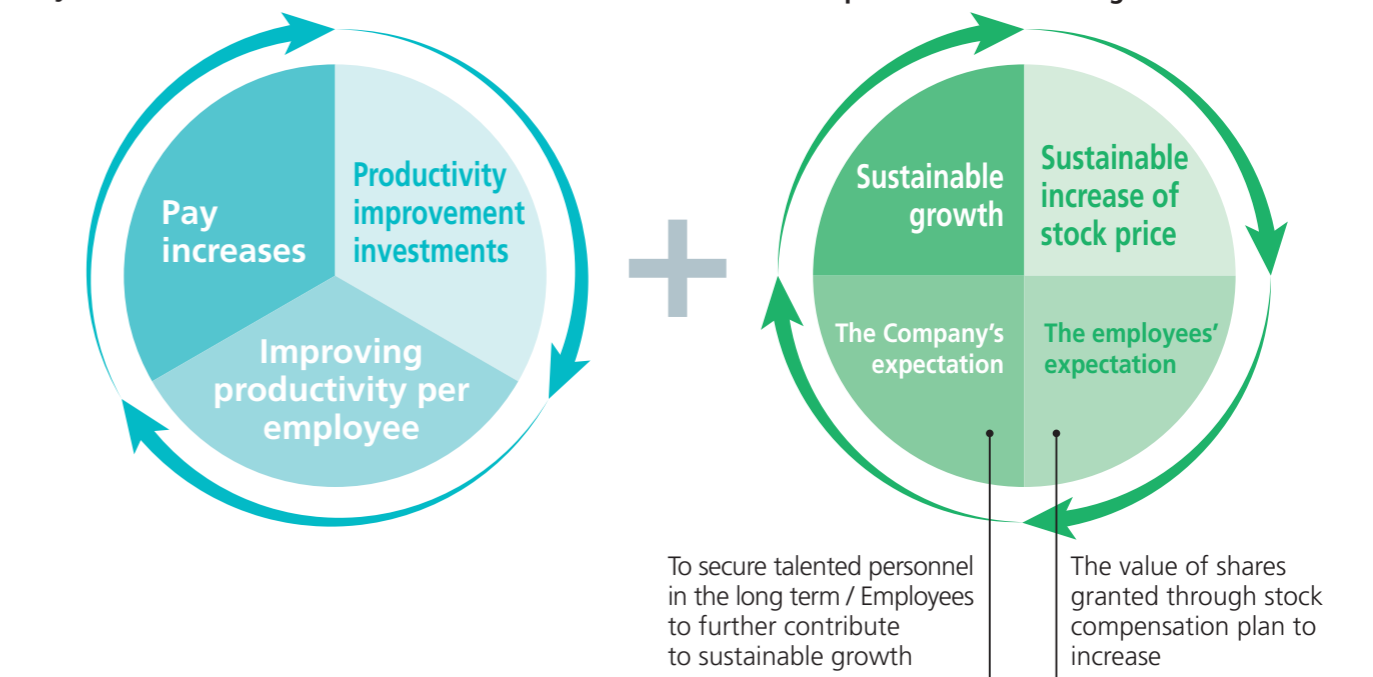 Pay
increases
Productivity
improvement
investments
Improving
productivity per
employee
+
Sustainable
growth
Sustainable
increase of
stock price
The Company's
expectation
The employees'
expectation
To secure talented personnel
in the long term / Employees
to further contribute
to sustainable growth
The value of shares
granted through stock
compensation plan to
increase